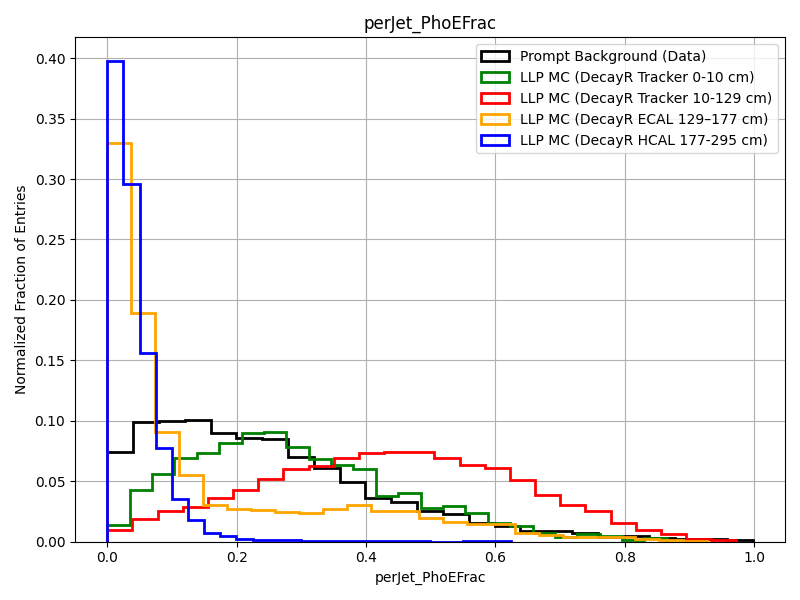 perJet_PhoEFrac
Prompt Background (Data)
LLP MC (DecayR Tracker 0-10 cm)
LLP MC (DecayR Tracker 10-129 cm)
LLP MC (DecayR ECAL 129–177 cm)
LLP MC (DecayR HCAL 177-295 cm)
Normalized Fraction of Entries
0.40
0.35
0.30
0.25
0.20
0.15
0.10
0.05
0.00
0.0 0.2 0.4 0.6 0.8 1.0
perJet_PhoEFrac